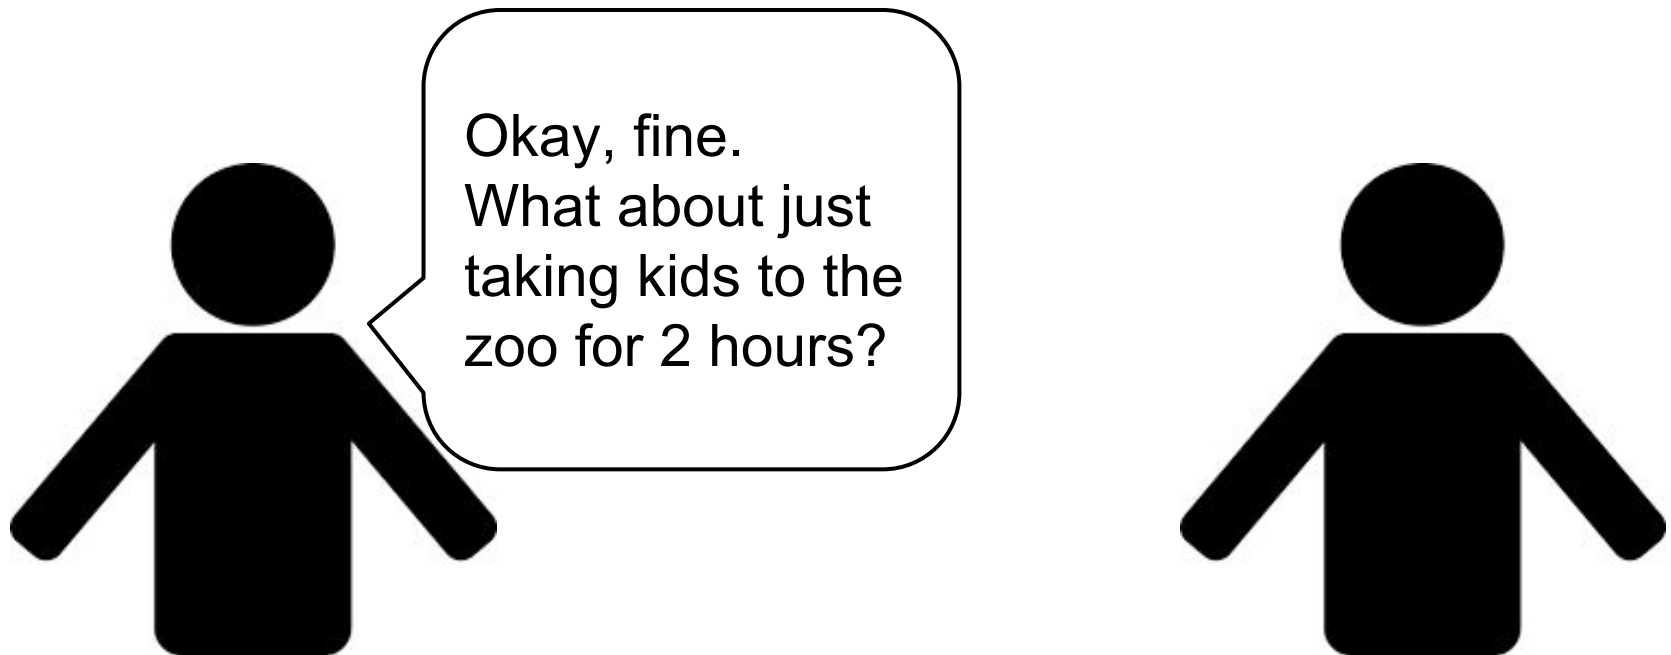 Okay, fine.
What about just
taking kids to the
zoo for 2 hours?